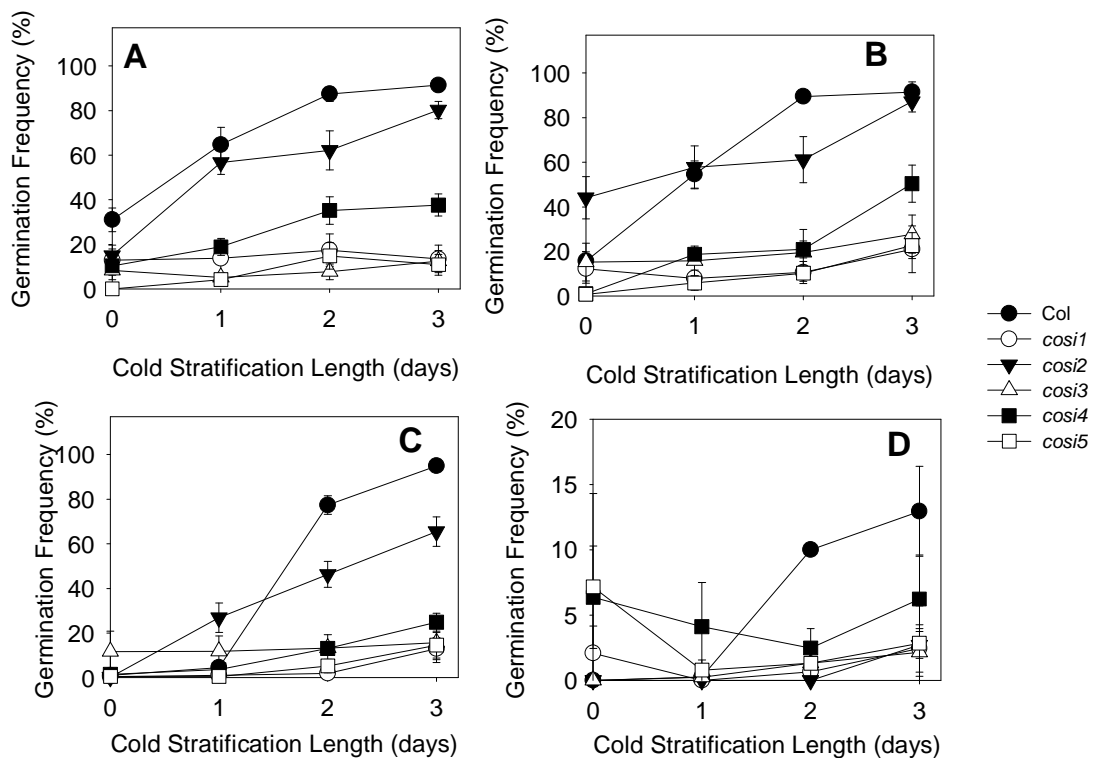 A
Germination Frequency (%)
100
80
60
40
20
0
0 1 2 3
Cold Stratification Length (days)
B
Germination Frequency (%)
100
80
60
40
20
0
0 1 2 3
Cold Stratification Length (days)
Col
cosi1
cosi2
cosi3
cosi4
cosi5
C
Germination Frequency (%)
100
80
60
40
20
0
0 1 2 3
Cold Stratification Length (days)
D
Germination Frequency (%)
20
15
10
5
0
0 1 2 3
Cold Stratification Length (days)